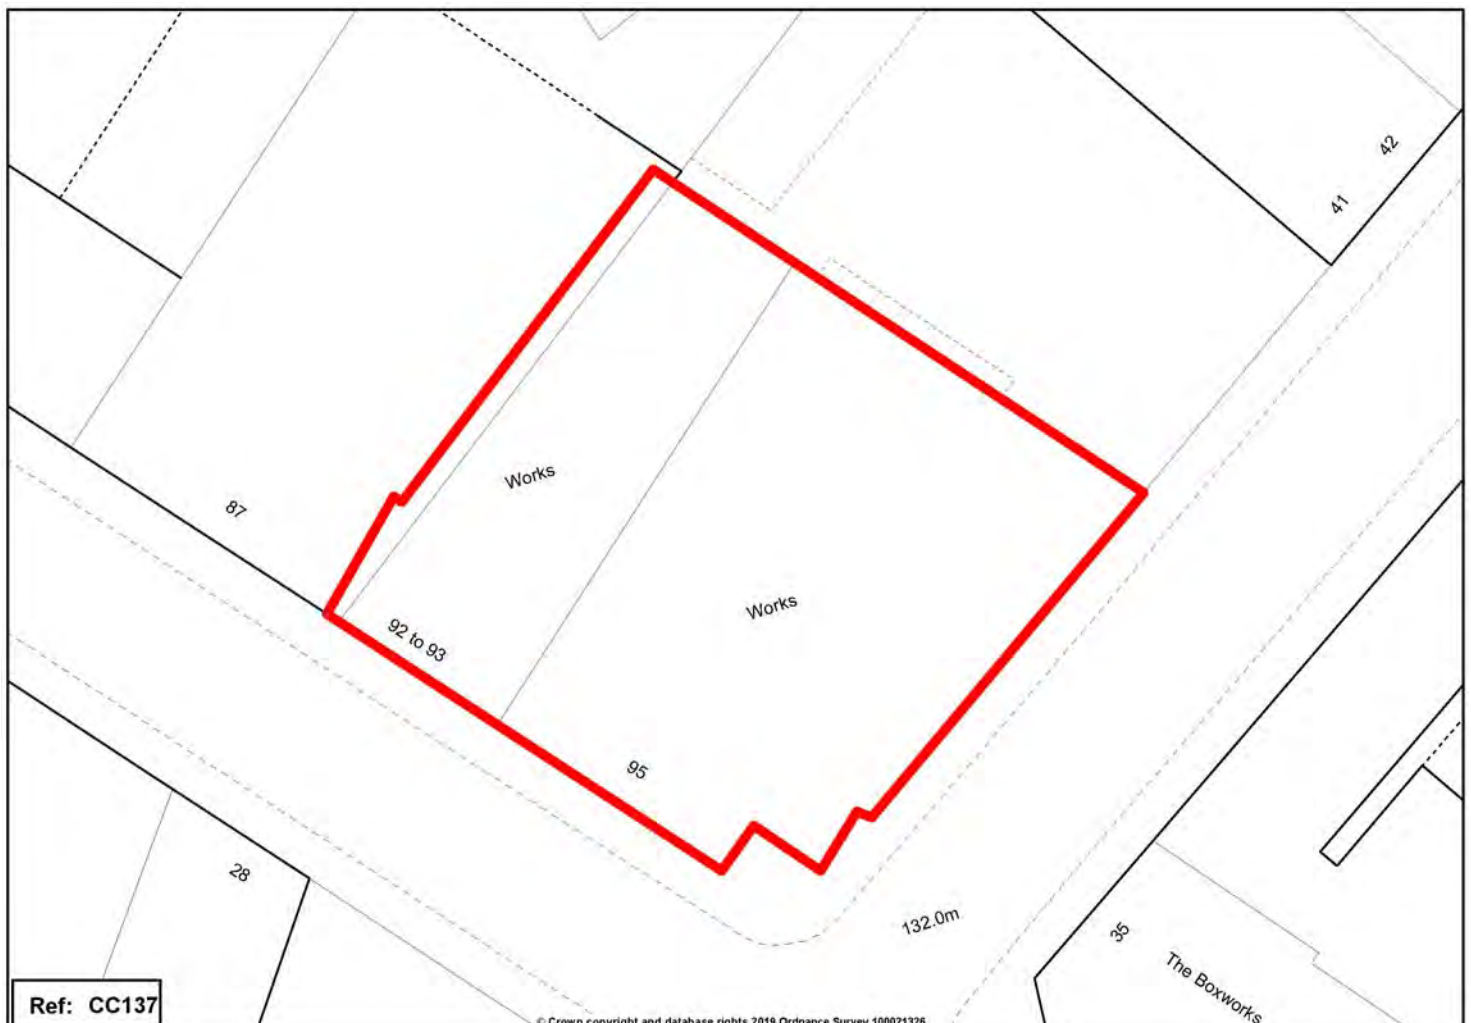 42
41
Works
87
Works
92 to 93
95
28
132.0m
35
The Boxworks
Ref: CC137
© Crown copyright and database rights 2019 Ordnance Survey 100021326